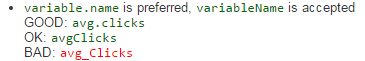 • variable.name is preferred, variableName is accepted
GOOD: avg.clicks
OK: avgClicks
BAD: avg_Clicks